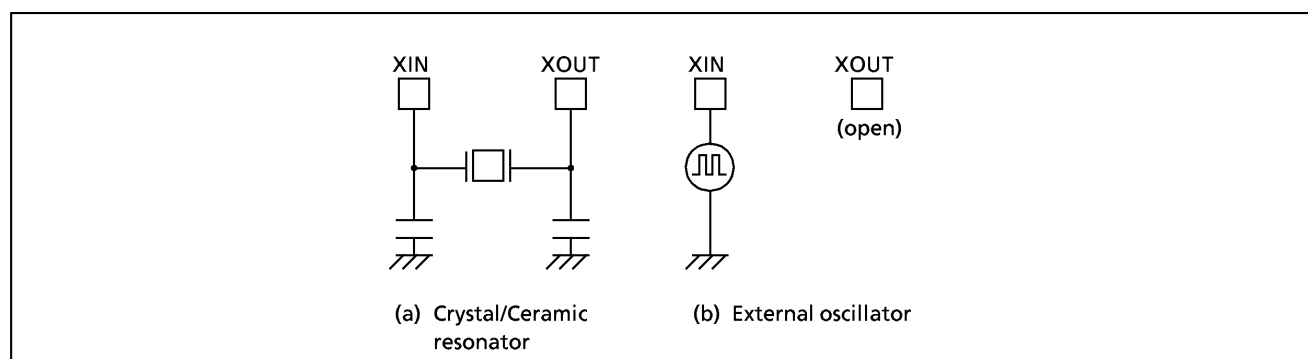 XIN
XOUT
XIN
XOUT
(open)
(a) Crystal/Ceramic
resonator
(b) External oscillator